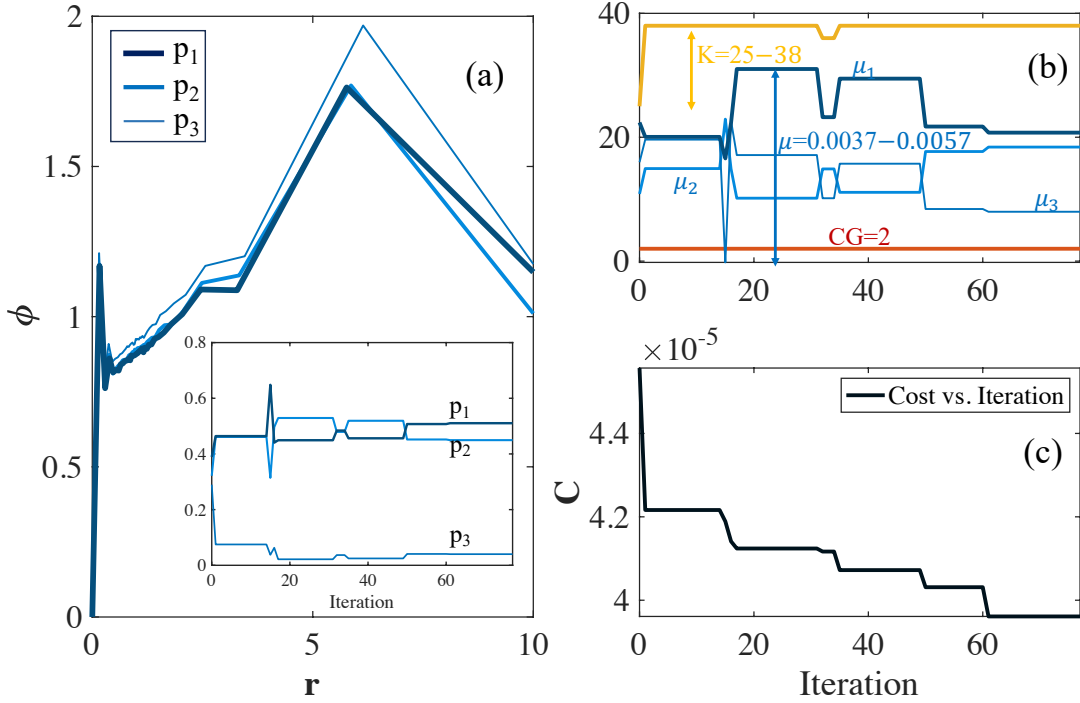 2
1.5
1
0.5
0
0
5
10
ϕ
r
p1
p2
p3
(a)
0.8
0.6
0.4
0.2
0
0
20
40
60
Iteration
p1
p2
p3
40
20
0
0
20
40
60
K=25−38
μ1
(b)
μ=0.0037−0.0057
μ2
μ3
CG=2
×10-5
Cost vs. Iteration
4.4
(c)
4.2
4
C
0
20
40
60
Iteration